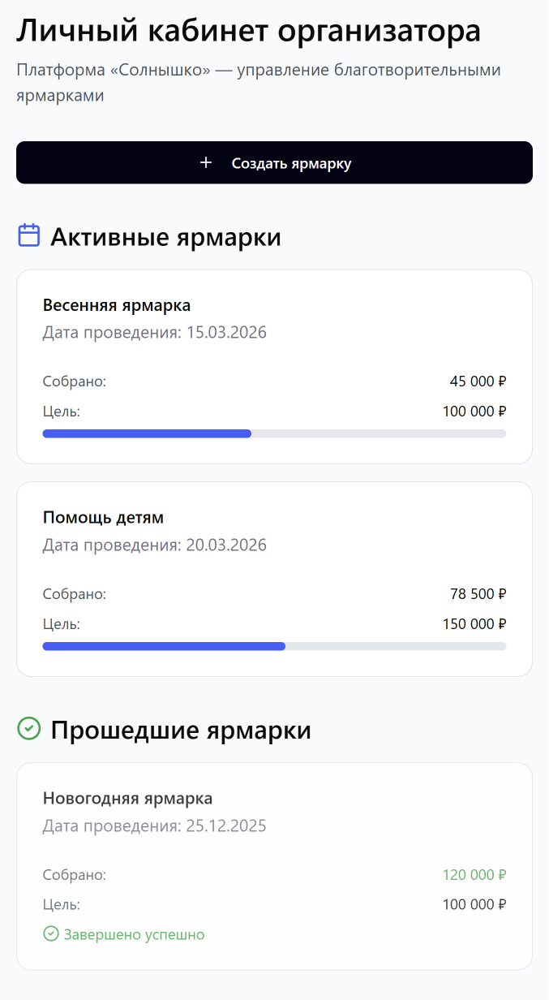 Личный кабинет организатора
Платформа «Солнышко» — управление благотворительными
ярмарками
Создать ярмарку
Активные ярмарки
Весенняя ярмарка
Дата проведения: 15.03.2026
Собрано: 45 000 ₽
Цель: 100 000 ₽
Помощь детям
Дата проведения: 20.03.2026
Собрано: 78 500 ₽
Цель: 150 000 ₽
Прошедшие ярмарки
Новогодняя ярмарка
Дата проведения: 25.12.2025
Собрано: 120 000 ₽
Цель: 100 000 ₽
Завершено успешно